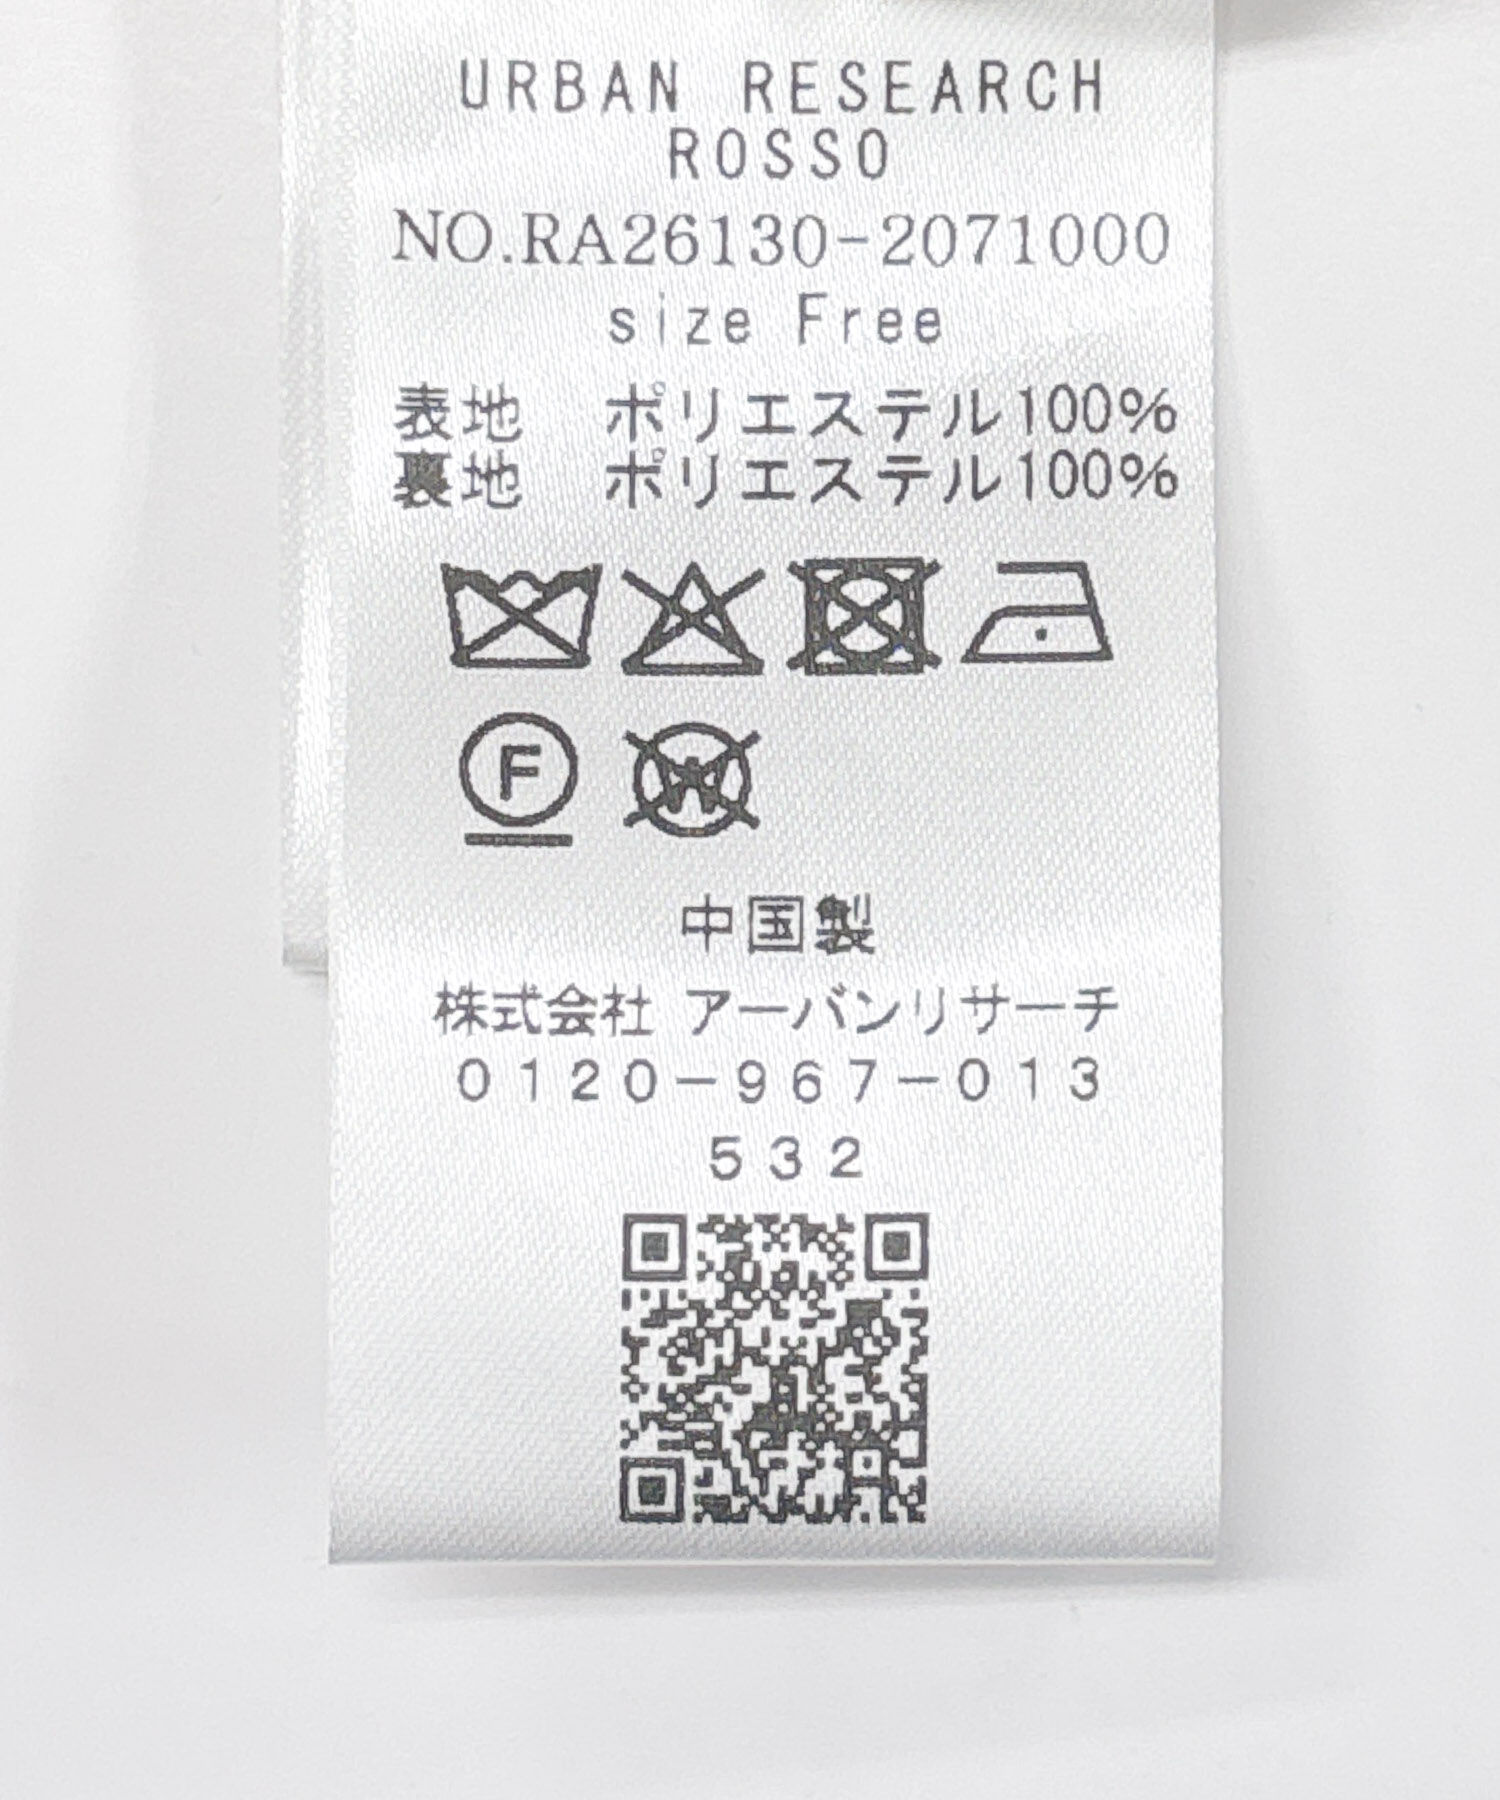 URBAN RESEARCH
ROSSO
NO.RA26130-2071000
size Free
表地 ポリエステル100%
裏地 ポリエステル100%
F
W
中国製
株式会社 アーバンリサーチ
0120-967-013
532